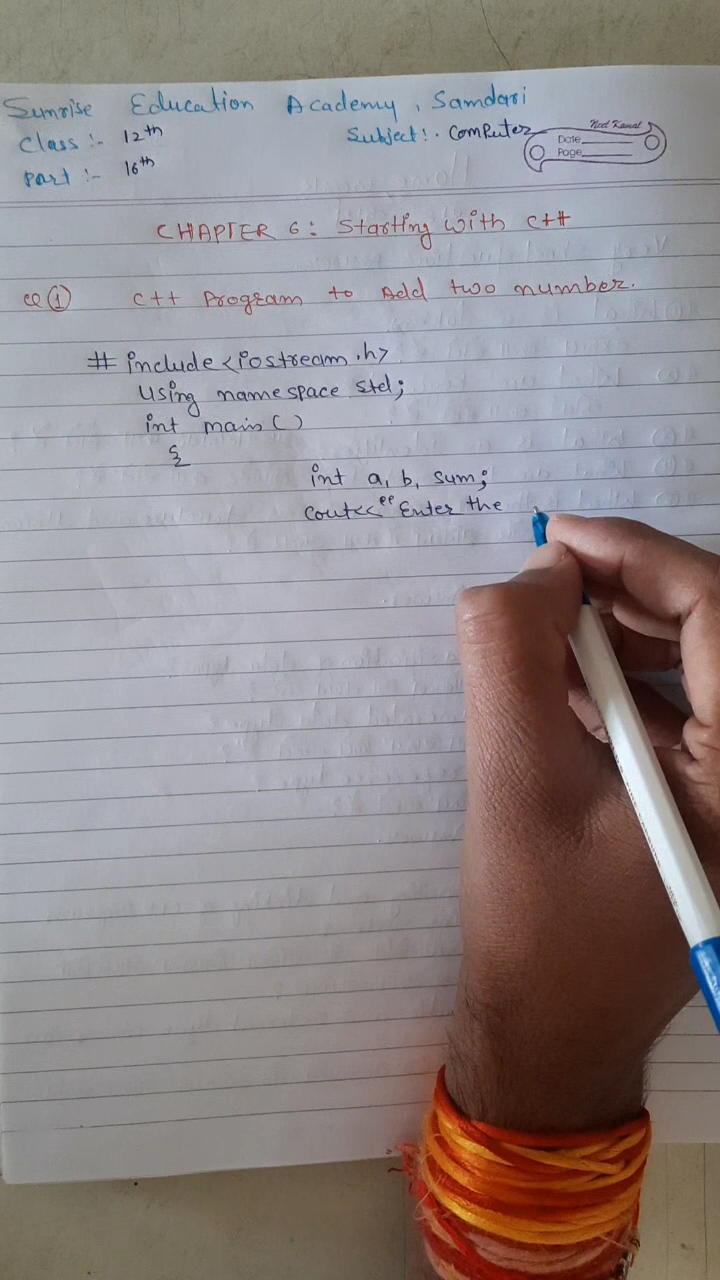 Sunrise Education Academy, Samdari
Class :- 12th Subject :- Computer
Neel Kamal
Date
Page
Part :- 16th
CHAPTER 6: Starting with C++
Q ① C++ Program to Add two number.
# include <iostream.h>
Using namespace std;
int main ()
{
int a, b, sum;
cout<< "Enter the